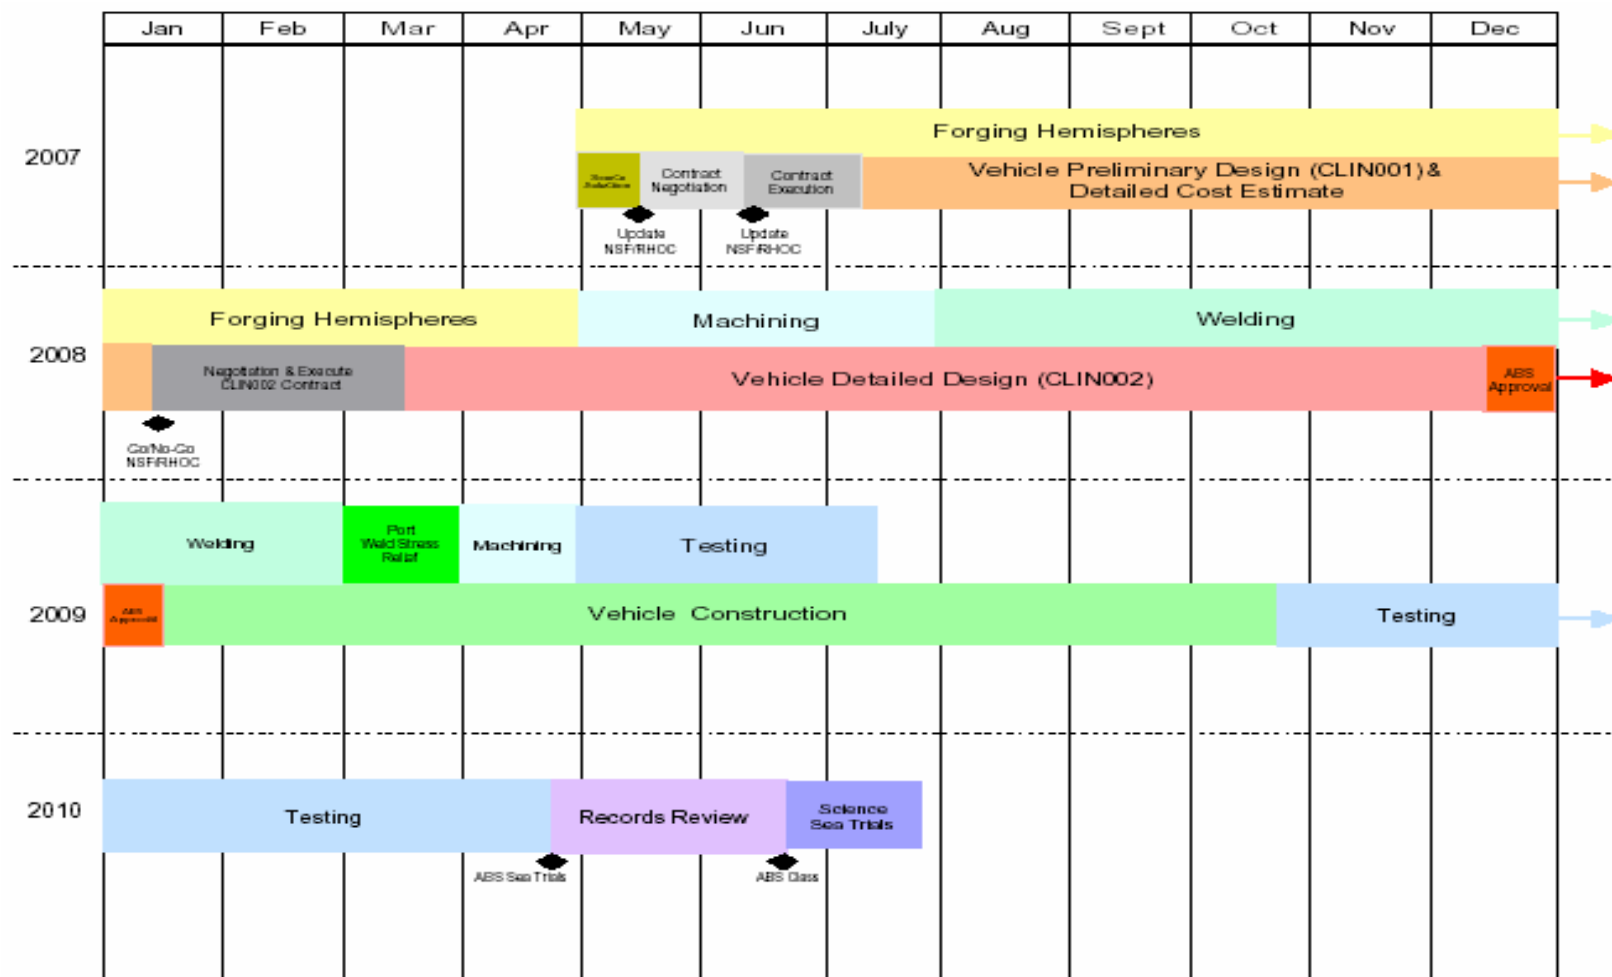 Jan Feb Mar Apr May Jun July Aug Sept Oct Nov Dec
2007
Forging Hemispheres
Contract
Negotiation
Contract
Execution
Vehicle Preliminary Design (CLIN001)&
Detailed Cost Estimate
Update
NSF/RHOC
Update
NSF/RHOC
2008
Forging Hemispheres
Machining
Welding
Negotiation & Execute
CLIN002 Contract
Vehicle Detailed Design (CLIN002)
ABS
Approval
Go/No-Go
NSF/RHOC
2009
Welding
Port
Weld Stress
Relief
Machining
Testing
ABS
Approval
Vehicle Construction
Testing
2010
Testing
Records Review
Science
Sea Trials
ABS Sea Trials
ABS Class